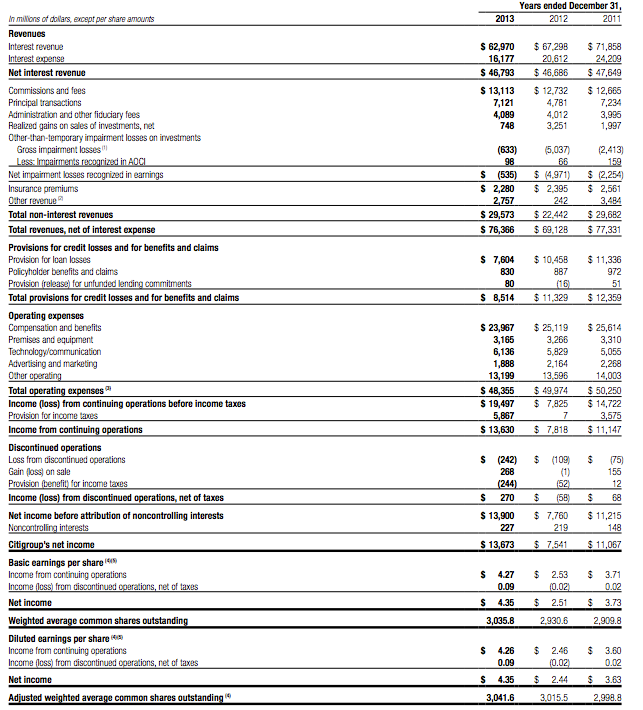 Years ended December 31,
In millions of dollars, except per share amounts 2013 2012 2011
Revenues
Interest revenue $ 62,970 $ 67,298 $ 71,858
Interest expense 16,177 20,612 24,209
Net interest revenue $ 46,793 $ 46,686 $ 47,649
Commissions and fees $ 13,113 $ 12,732 $ 12,665
Principal transactions 7,121 4,781 7,234
Administration and other fiduciary fees 4,089 4,012 3,995
Realized gains on sales of investments, net 748 3,251 1,997
Other-than-temporary impairment losses on investments
Gross impairment losses (1) (633) (5,037) (2,413)
Less: Impairments recognized in AOCI 98 66 159
Net impairment losses recognized in earnings $ (535) $ (4,971) $ (2,254)
Insurance premiums $ 2,280 $ 2,395 $ 2,561
Other revenue (2) 2,757 242 3,484
Total non-interest revenues $ 29,573 $ 22,442 $ 29,682
Total revenues, net of interest expense $ 76,366 $ 69,128 $ 77,331
Provisions for credit losses and for benefits and claims
Provision for loan losses $ 7,604 $ 10,458 $ 11,336
Policyholder benefits and claims 830 887 972
Provision (release) for unfunded lending commitments 80 (16) 51
Total provisions for credit losses and for benefits and claims $ 8,514 $ 11,329 $ 12,359
Operating expenses
Compensation and benefits $ 23,967 $ 25,119 $ 25,614
Premises and equipment 3,165 3,266 3,310
Technology/communication 6,136 5,829 5,055
Advertising and marketing 1,888 2,164 2,268
Other operating 13,199 13,596 14,003
Total operating expenses (3) $ 48,355 $ 49,974 $ 50,250
Income (loss) from continuing operations before income taxes $ 19,497 $ 7,825 $ 14,722
Provision for income taxes 5,867 7 3,575
Income from continuing operations $ 13,630 $ 7,818 $ 11,147
Discontinued operations
Loss from discontinued operations $ (242) $ (109) $ (75)
Gain (loss) on sale 268 (1) 155
Provision (benefit) for income taxes (244) (52) 12
Income (loss) from discontinued operations, net of taxes $ 270 $ (58) $ 68
Net income before attribution of noncontrolling interests $ 13,900 $ 7,760 $ 11,215
Noncontrolling interests 227 219 148
Citigroup's net income $ 13,673 $ 7,541 $ 11,067
Basic earnings per share (4)(5)
Income from continuing operations $ 4.27 $ 2.53 $ 3.71
Income (loss) from discontinued operations, net of taxes 0.09 (0.02) 0.02
Net income $ 4.35 $ 2.51 $ 3.73
Weighted average common shares outstanding 3,035.8 2,930.6 2,909.8
Diluted earnings per share (4)(5)
Income from continuing operations $ 4.26 $ 2.46 $ 3.60
Income (loss) from discontinued operations, net of taxes 0.09 (0.02) 0.02
Net income $ 4.35 $ 2.44 $ 3.63
Adjusted weighted average common shares outstanding (4) 3,041.6 3,015.5 2,998.8